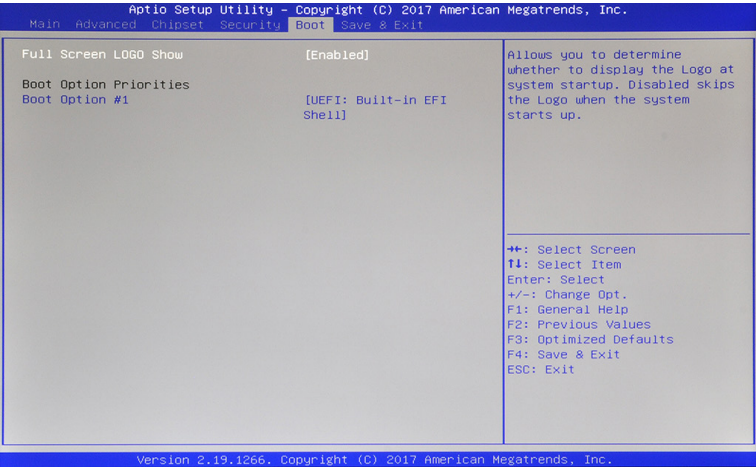 Aptio Setup Utility – Copyright (C) 2017 American Megatrends, Inc.
Main Advanced Chipset Security Boot Save & Exit
Full Screen LOGO Show [Enabled]
Boot Option Priorities
Boot Option #1 [UEFI: Built-in EFI
Shell]
Allows you to determine
whether to display the Logo at
system startup. Disabled skips
the Logo when the system
starts up.
→←: Select Screen
↑↓: Select Item
Enter: Select
+/-: Change Opt.
F1: General Help
F2: Previous Values
F3: Optimized Defaults
F4: Save & Exit
ESC: Exit
Version 2.19.1266. Copyright (C) 2017 American Megatrends, Inc.